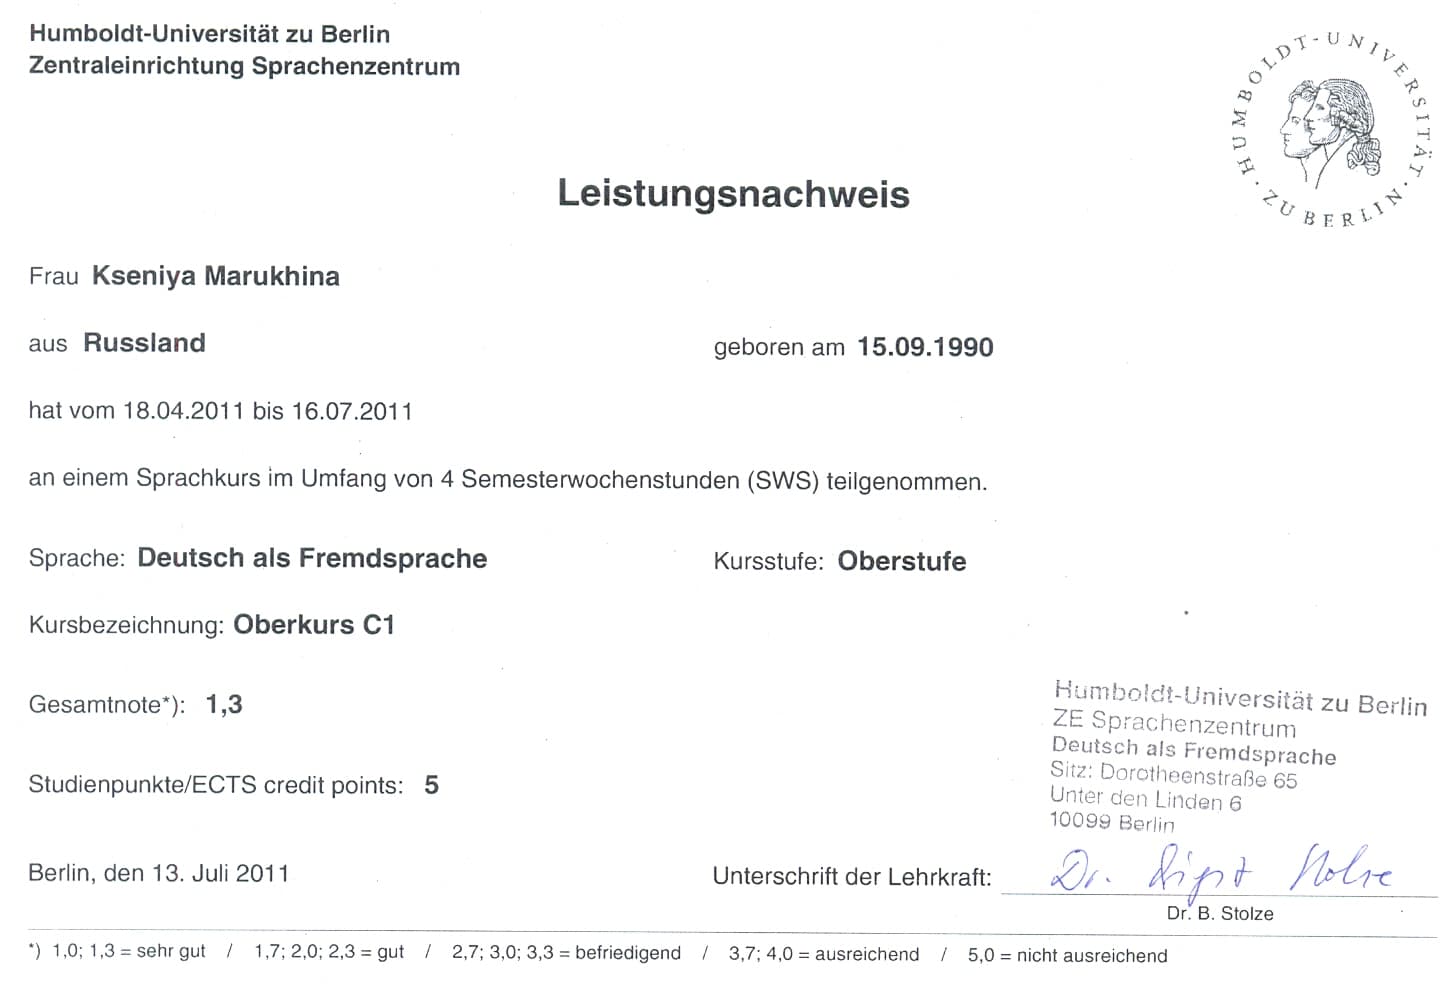 Humboldt-Universität zu Berlin
Zentraleinrichtung Sprachenzentrum
HUMBOLDT-UNIVERSITÄT · ZU BERLIN ·
Leistungsnachweis
Frau Kseniya Marukhina
aus Russland geboren am 15.09.1990
hat vom 18.04.2011 bis 16.07.2011
an einem Sprachkurs im Umfang von 4 Semesterwochenstunden (SWS) teilgenommen.
Sprache: Deutsch als Fremdsprache Kursstufe: Oberstufe
Kursbezeichnung: Oberkurs C1
Gesamtnote*): 1,3
Studienpunkte/ECTS credit points: 5
Humboldt-Universität zu Berlin
ZE Sprachenzentrum
Deutsch als Fremdsprache
Sitz: Dorotheenstraße 65
Unter den Linden 6
10099 Berlin
Berlin, den 13. Juli 2011 Unterschrift der Lehrkraft: Dr. Stolze
Dr. B. Stolze
*) 1,0; 1,3 = sehr gut / 1,7; 2,0; 2,3 = gut / 2,7; 3,0; 3,3 = befriedigend / 3,7; 4,0 = ausreichend / 5,0 = nicht ausreichend